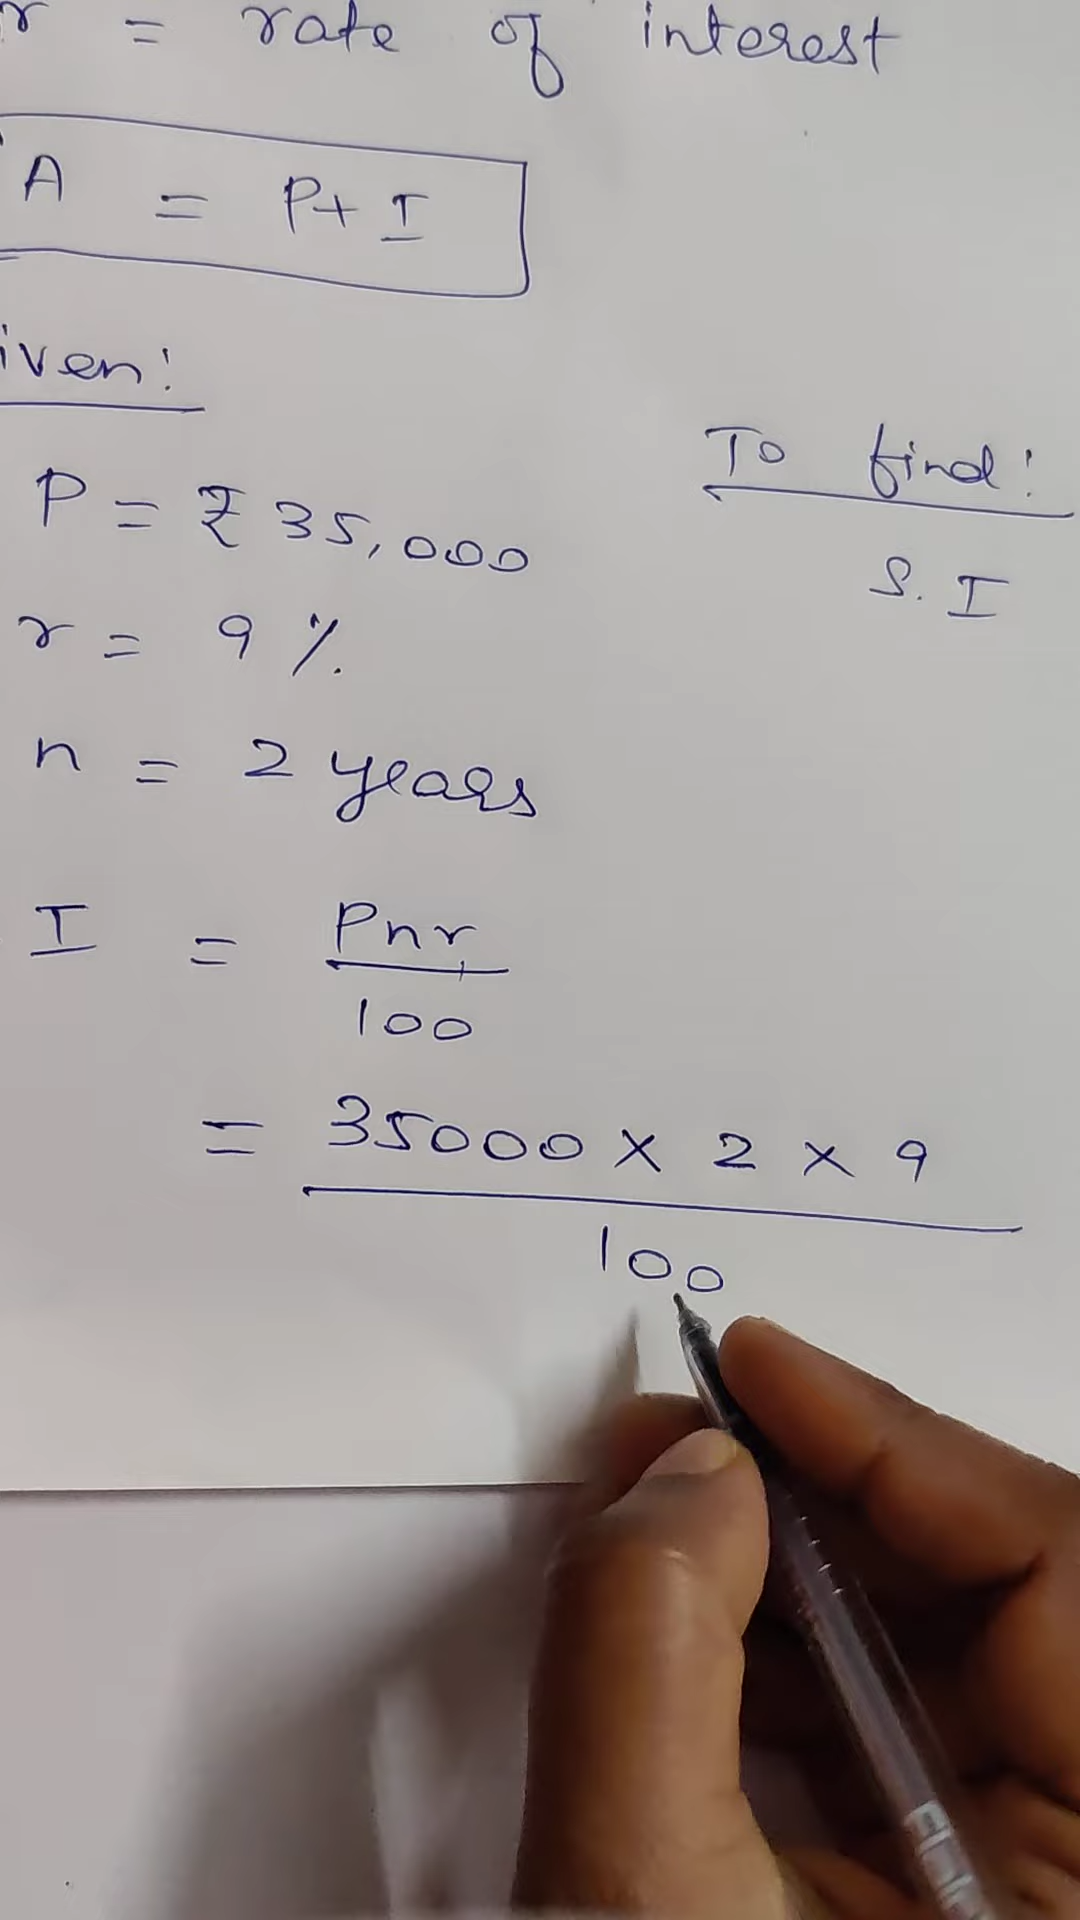 r = rate of interest
A = P + I
iven:
To find:
P = ₹ 35,000
S. I
r = 9 %.
n = 2 years
I = Pnr
100
= 35000 × 2 × 9
100